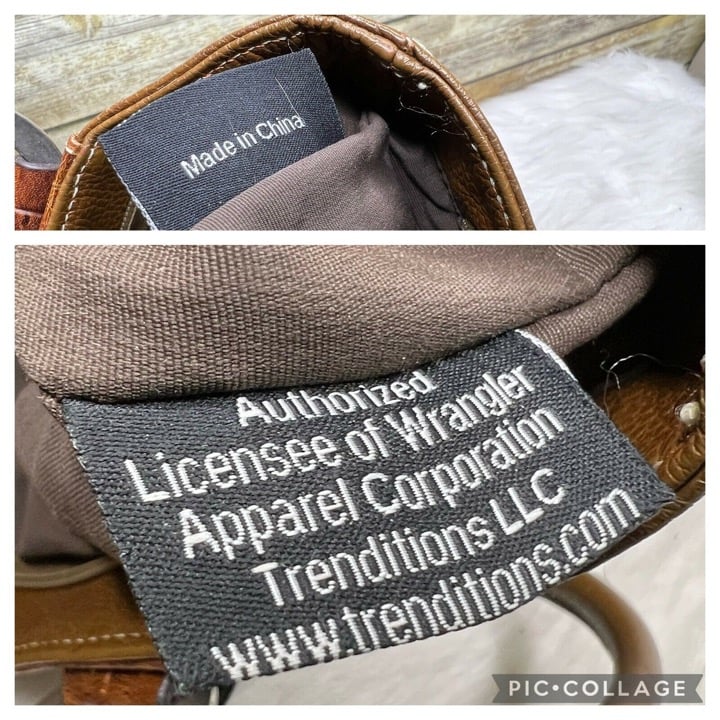 Made in China
Authorized
Licensee of Wrangler
Apparel Corporation
Trenditions LLC
www.trenditions.com
PIC•COLLAGE